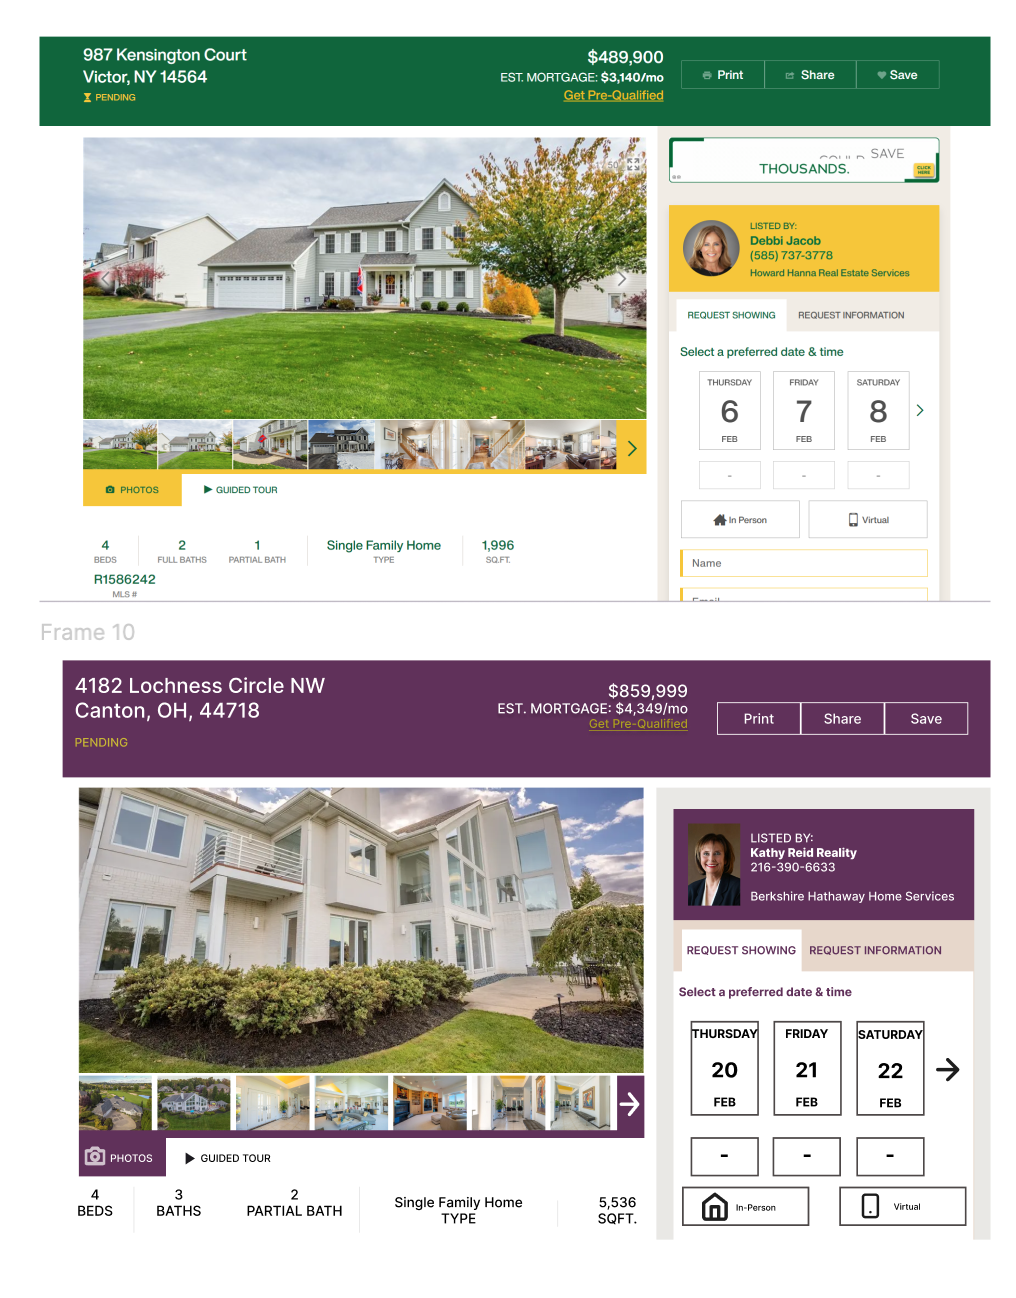 987 Kensington Court
Victor, NY 14564
PENDING
$489,900
EST. MORTGAGE: $3,140/mo
Get Pre-Qualified
Print
Share
Save
SAVE
THOUSANDS.
CLICK
HERE
LISTED BY:
Debbi Jacob
(585) 737-3778
Howard Hanna Real Estate Services
REQUEST SHOWING
REQUEST INFORMATION
Select a preferred date & time
THURSDAY
6
FEB
FRIDAY
7
FEB
SATURDAY
8
FEB
-
-
-
In Person
Virtual
Name
Email
PHOTOS
GUIDED TOUR
4
BEDS
2
FULL BATHS
1
PARTIAL BATH
Single Family Home
TYPE
1,996
SQ.FT.
R1586242
MLS #
Frame 10
4182 Lochness Circle NW
Canton, OH, 44718
PENDING
$859,999
EST. MORTGAGE: $4,349/mo
Get Pre-Qualified
Print
Share
Save
LISTED BY:
Kathy Reid Reality
216-390-6633
Berkshire Hathaway Home Services
REQUEST SHOWING
REQUEST INFORMATION
Select a preferred date & time
THURSDAY
20
FEB
FRIDAY
21
FEB
SATURDAY
22
FEB
-
-
-
In-Person
Virtual
PHOTOS
GUIDED TOUR
4
BEDS
3
BATHS
2
PARTIAL BATH
Single Family Home
TYPE
5,536
SQFT.